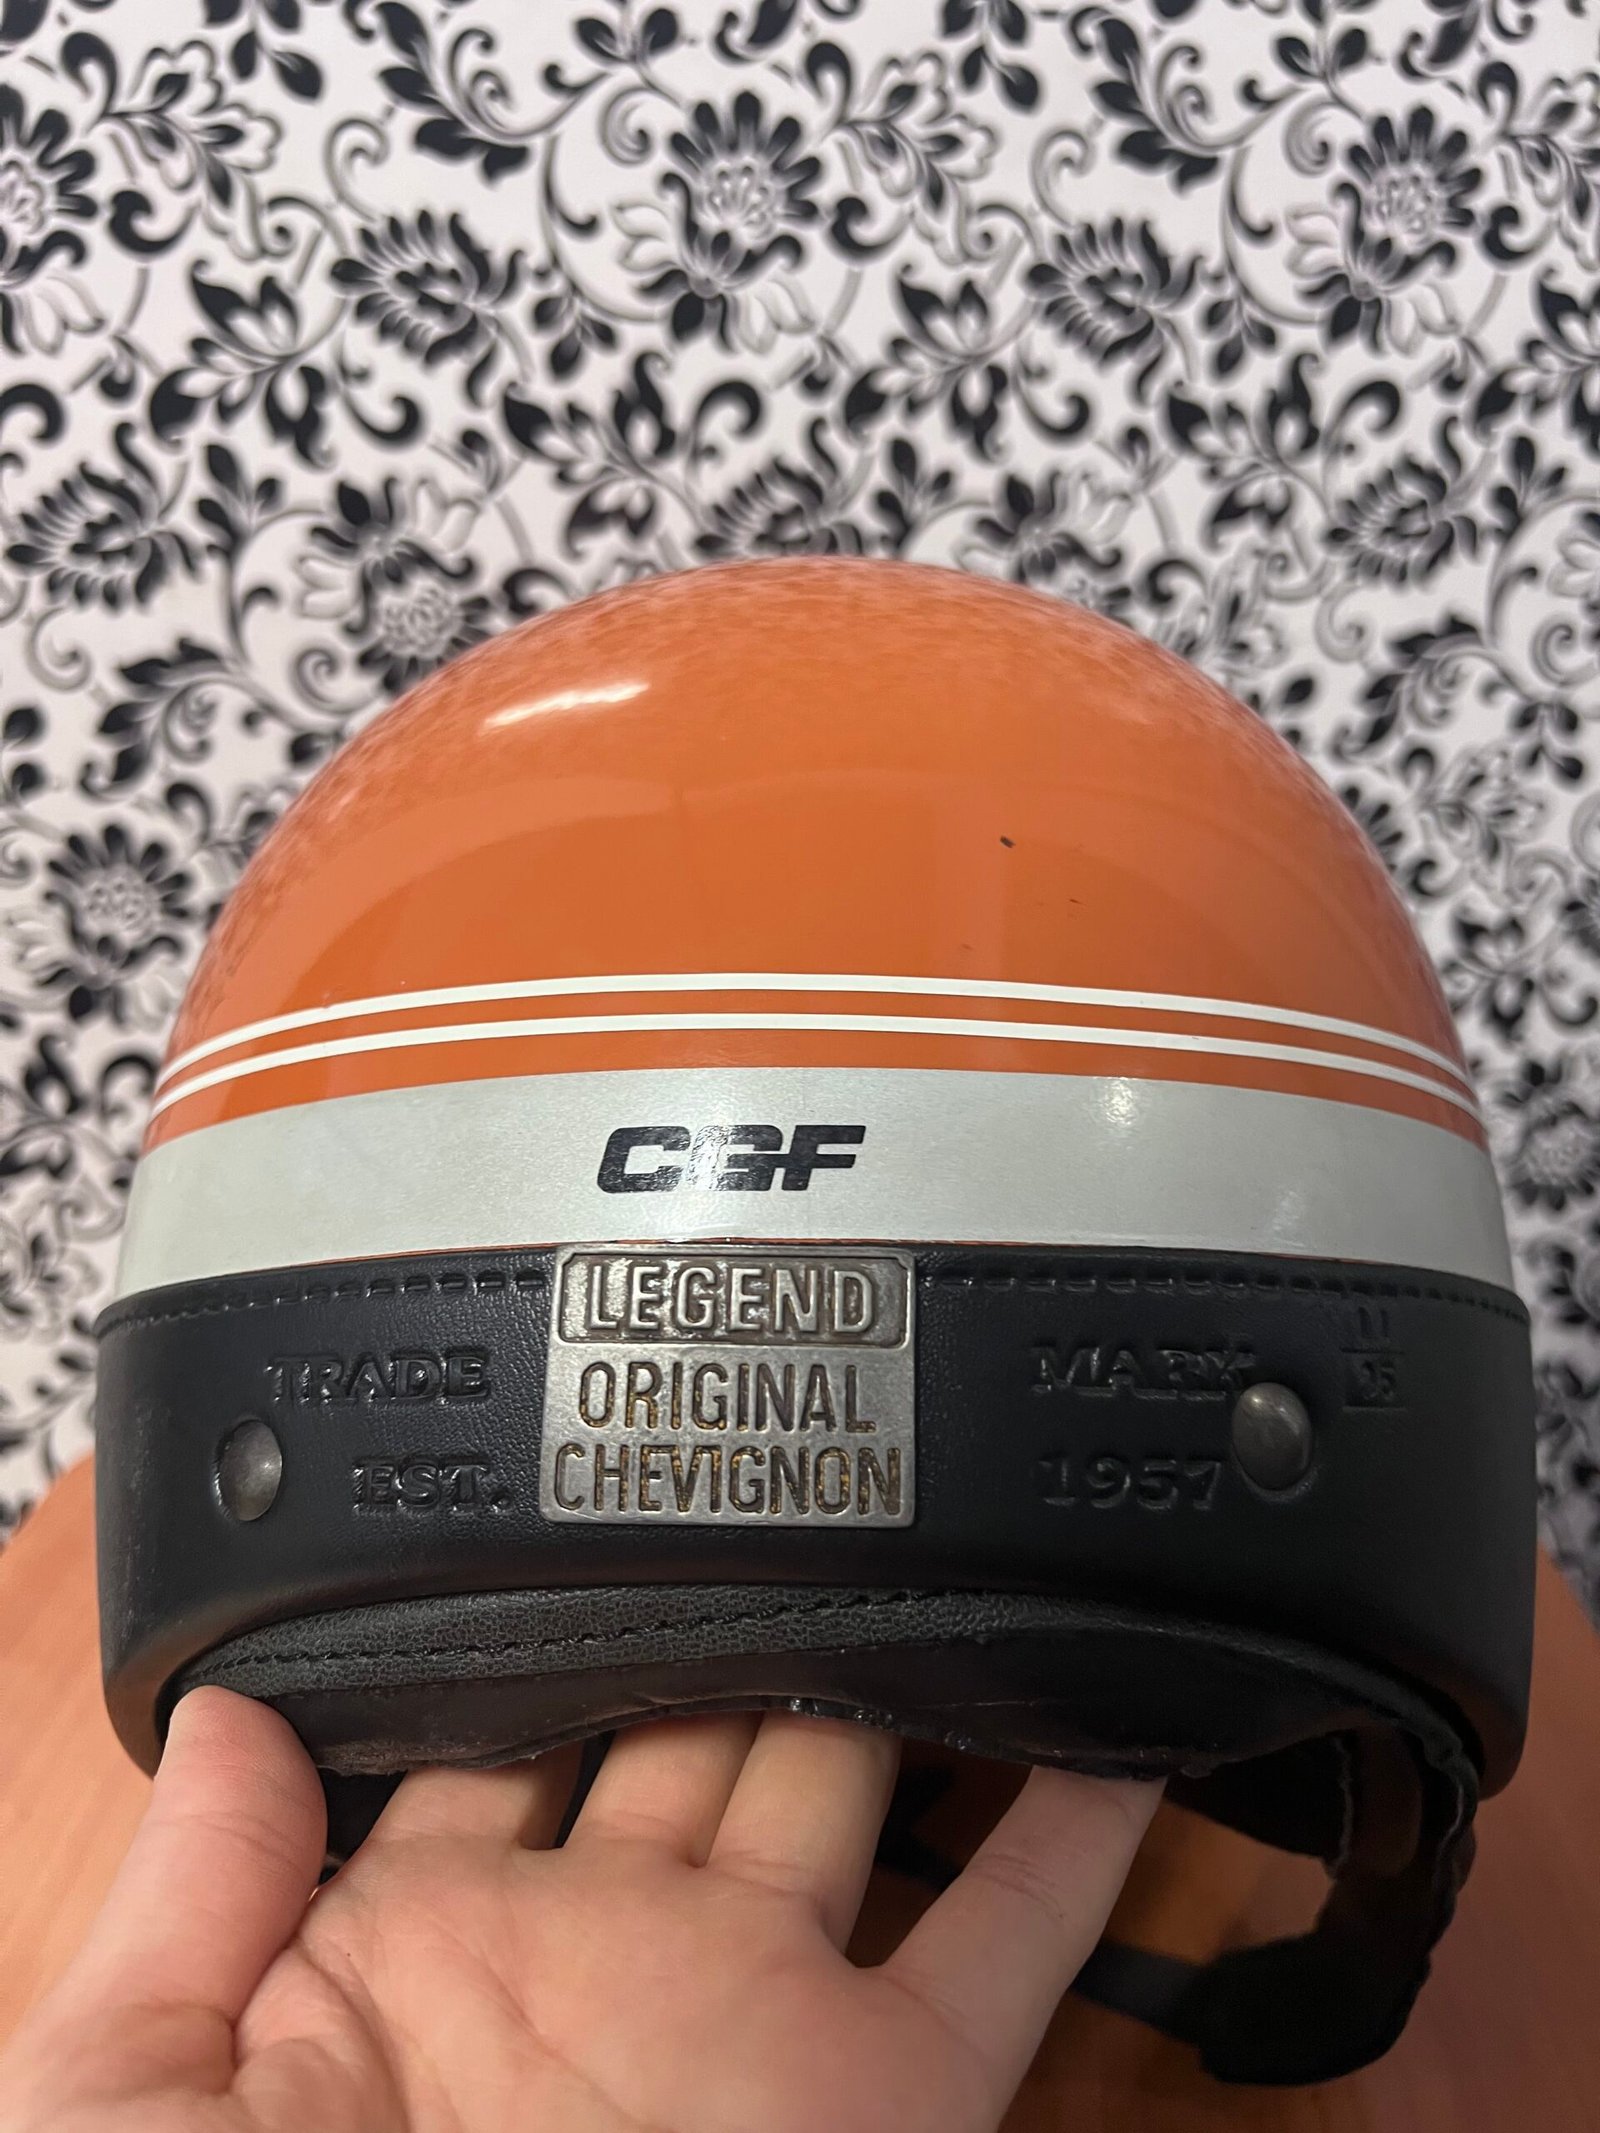 CGF
LEGEND
ORIGINAL
CHEVIGNON
TRADE MARK
EST. 1957